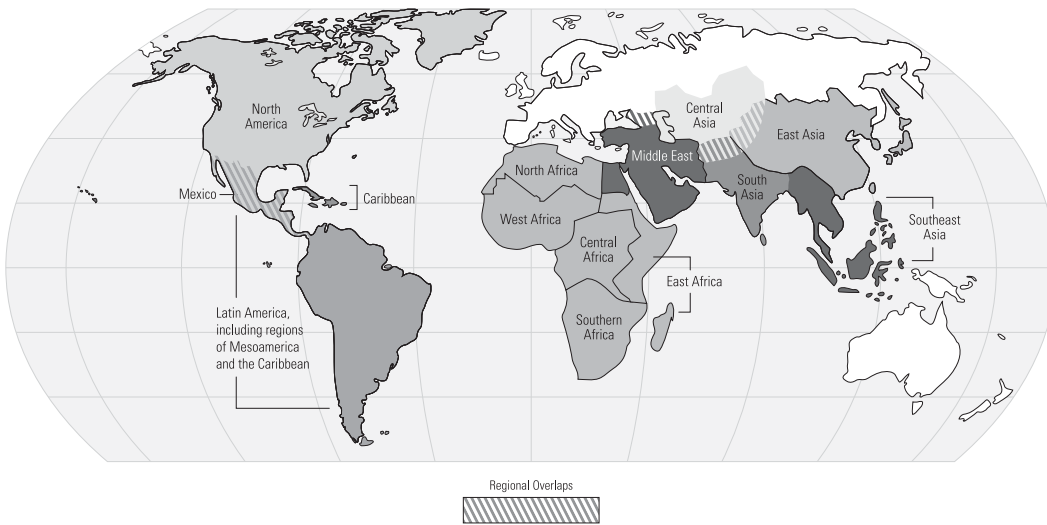 North
America
Mexico
Caribbean
Latin America,
including regions
of Mesoamerica
and the Caribbean
North Africa
West Africa
Central
Africa
East Africa
Southern
Africa
Middle East
Central
Asia
East Asia
South
Asia
Southeast
Asia
Regional Overlaps